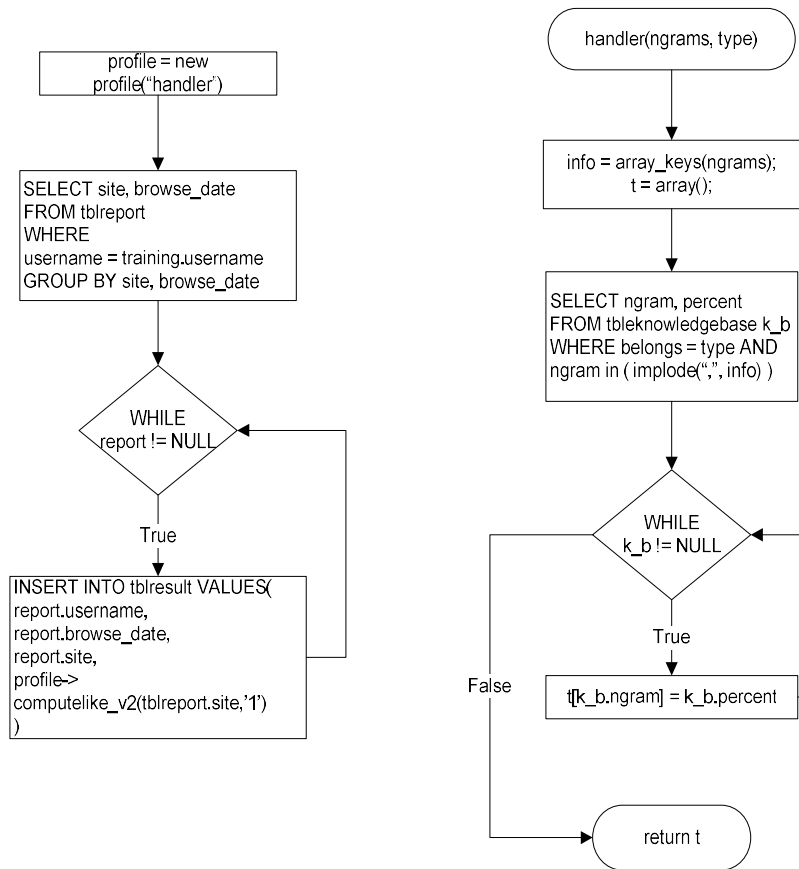 profile = new
profile("handler")
SELECT site, browse_date
FROM tblreport
WHERE
username = training.username
GROUP BY site, browse_date
WHILE
report != NULL
True
INSERT INTO tblresult VALUES(
report.username,
report.browse_date,
report.site,
profile->
computelike_v2(tblreport.site,'1')
)
handler(ngrams, type)
info = array_keys(ngrams);
t = array();
SELECT ngram, percent
FROM tbleknowledgebase k_b
WHERE belongs = type AND
ngram in ( implode(",", info) )
WHILE
k_b != NULL
True
False
t[k_b.ngram] = k_b.percent
return t